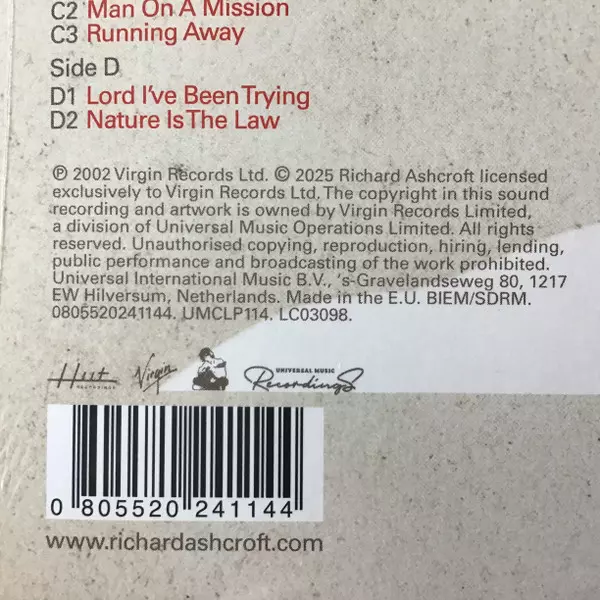 C2 Man On A Mission
C3 Running Away
Side D
D1 Lord I've Been Trying
D2 Nature Is The Law
℗ 2002 Virgin Records Ltd. © 2025 Richard Ashcroft licensed
exclusively to Virgin Records Ltd. The copyright in this sound
recording and artwork is owned by Virgin Records Limited,
a division of Universal Music Operations Limited. All rights
reserved. Unauthorised copying, reproduction, hiring, lending,
public performance and broadcasting of the work prohibited.
Universal International Music B.V., 's-Gravelandseweg 80, 1217
EW Hilversum, Netherlands. Made in the E.U. BIEM/SDRM.
0805520241144. UMCLP114. LC03098.
Hut
RECORDINGS
Virgin
UNIVERSAL MUSIC
Recordings
0 805520 241144
www.richardashcroft.com